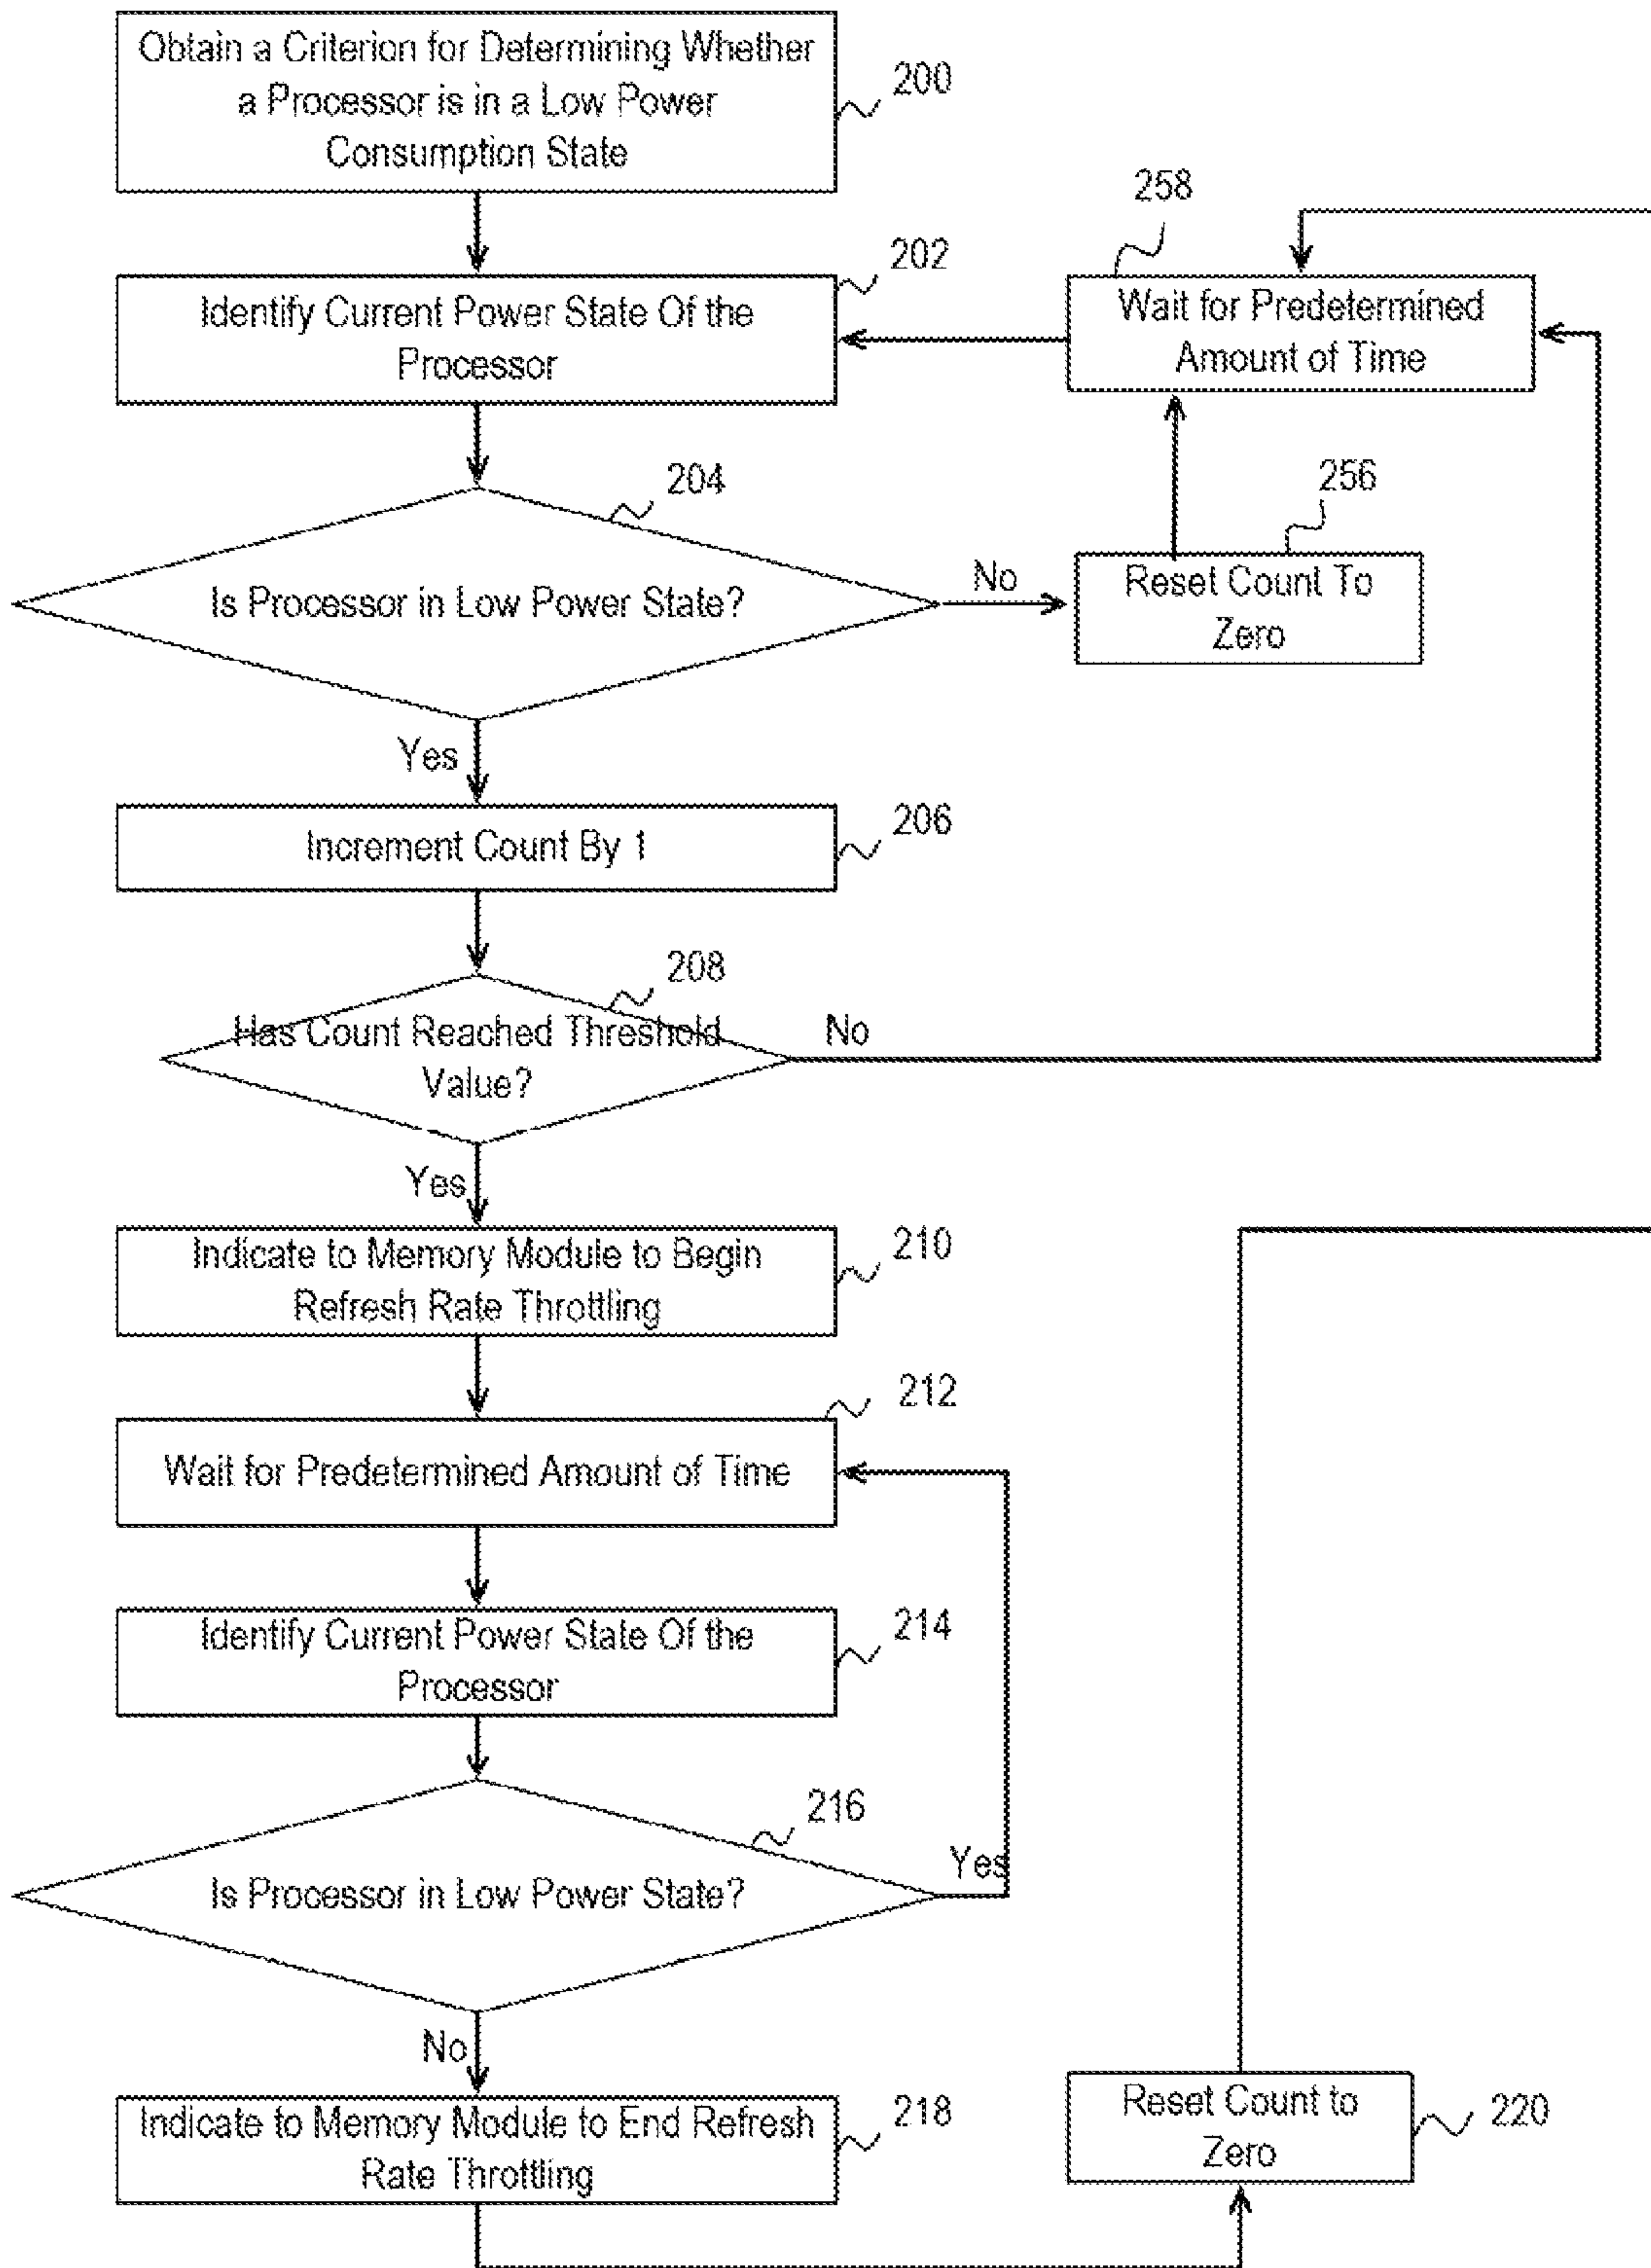 Obtain a Criterion for Determining Whether
a Processor is in a Low Power
Consumption State
200
258
202
Identify Current Power State Of the
Processor
Wait for Predetermined
Amount of Time
204
256
Is Processor in Low Power State?
No
Reset Count To
Zero
Yes
Increment Count By 1
206
208
Has Count Reached Threshold
Value?
No
Yes
Indicate to Memory Module to Begin
Refresh Rate Throttling
210
212
Wait for Predetermined Amount of Time
Identify Current Power State Of the
Processor
214
216
Is Processor in Low Power State?
Yes
No
Indicate to Memory Module to End Refresh
Rate Throttling
218
Reset Count to
Zero
220